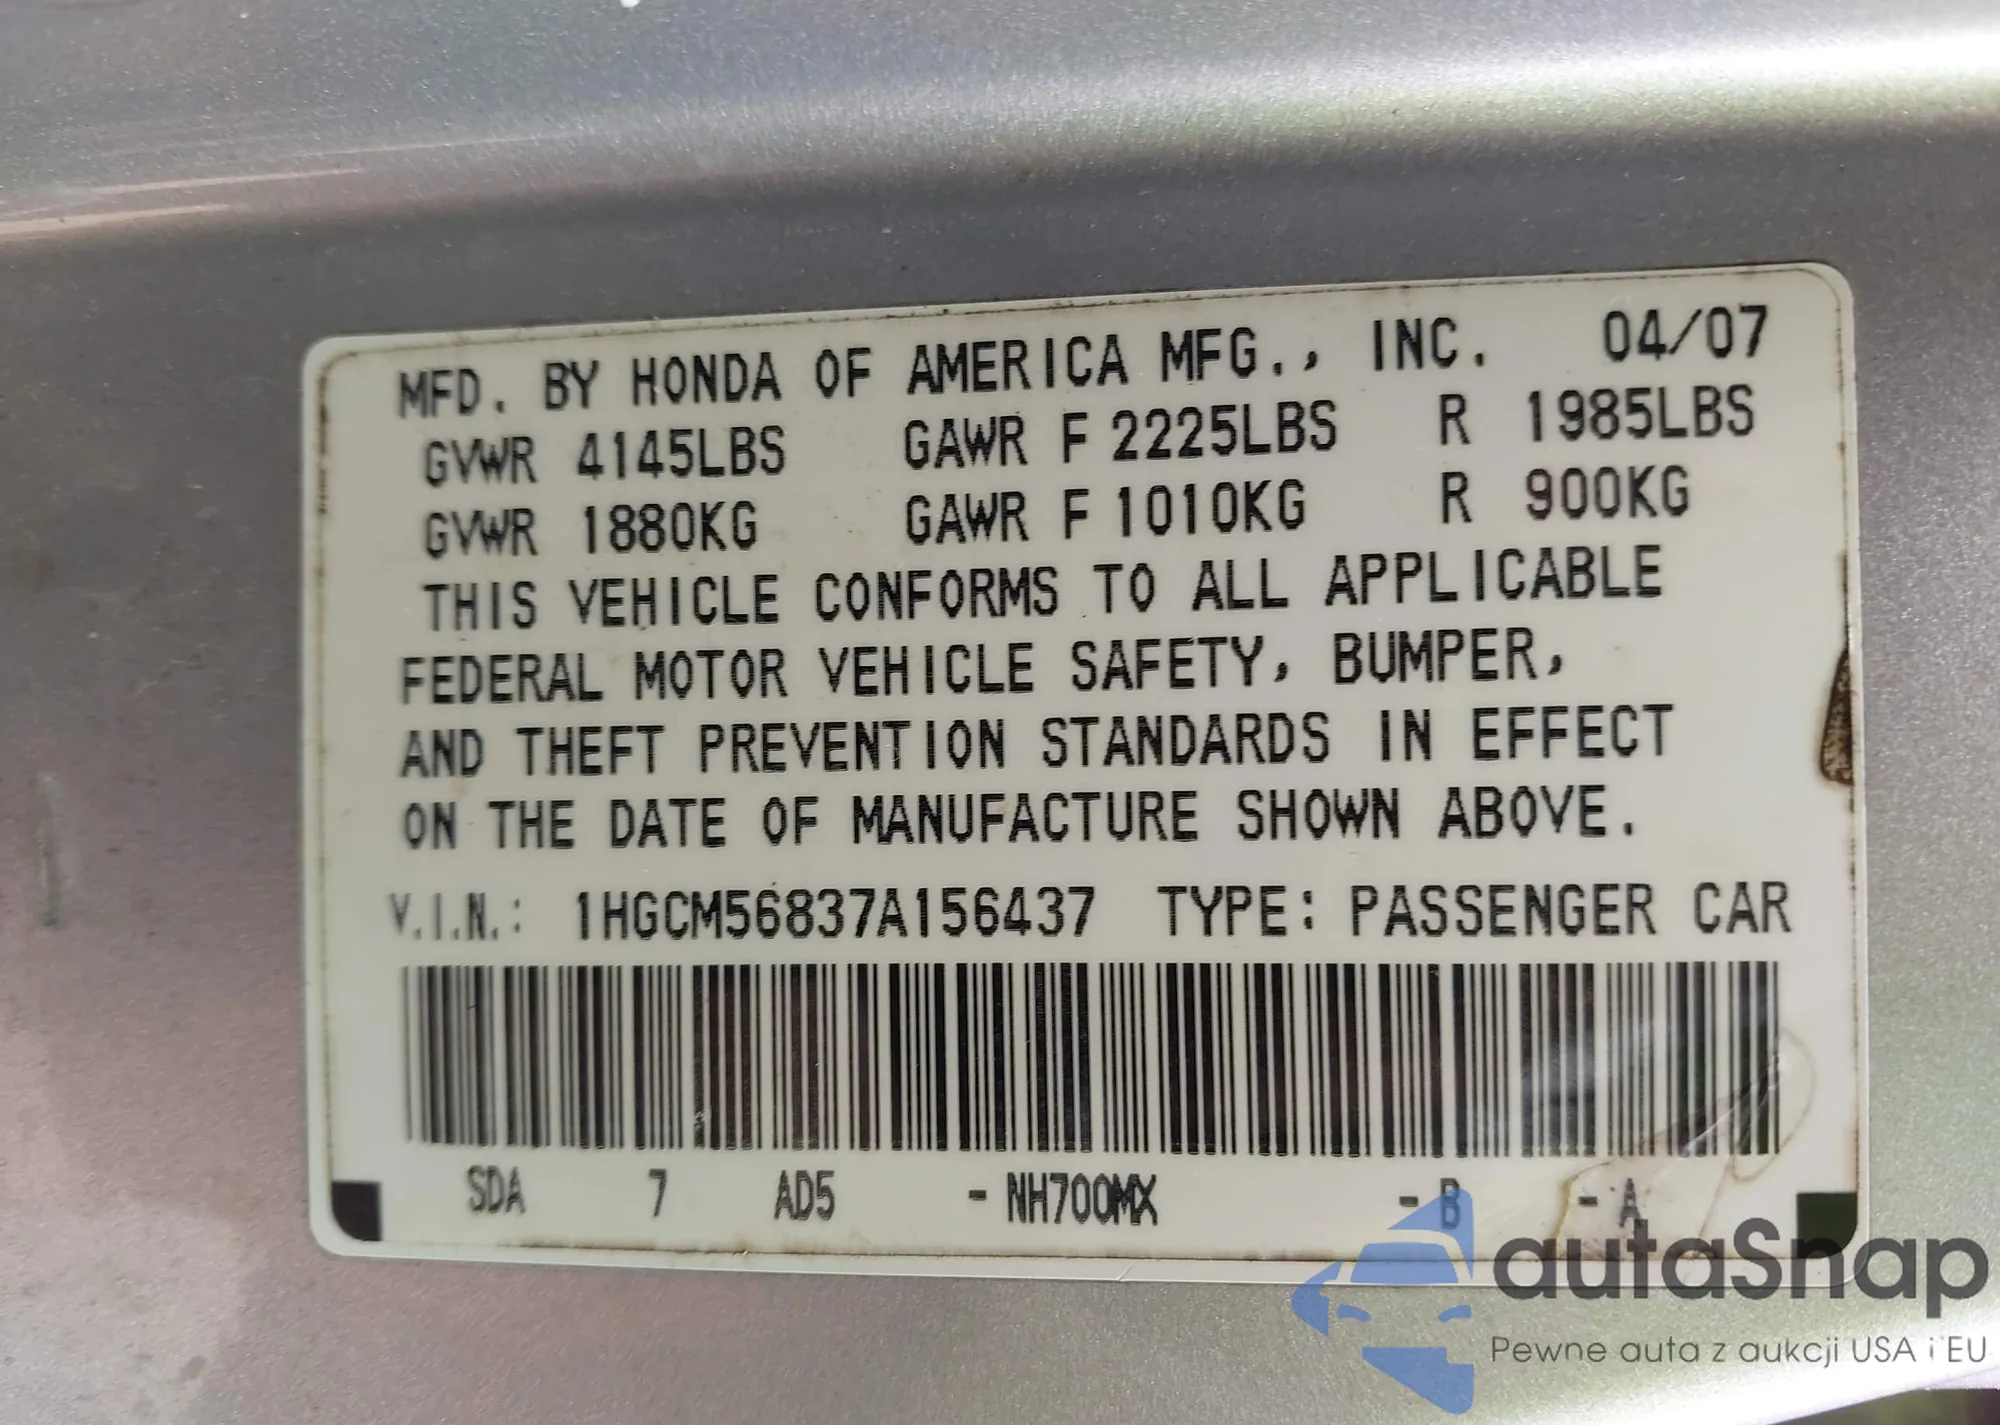 MFD. BY HONDA OF AMERICA MFG., INC. 04/07
GVWR 4145LBS GAWR F 2225LBS R 1985LBS
GVWR 1880KG GAWR F 1010KG R 900KG
THIS VEHICLE CONFORMS TO ALL APPLICABLE
FEDERAL MOTOR VEHICLE SAFETY, BUMPER,
AND THEFT PREVENTION STANDARDS IN EFFECT
ON THE DATE OF MANUFACTURE SHOWN ABOVE.
V.I.N.: 1HGCM56837A156437 TYPE: PASSENGER CAR
SDA 7 AD5 - NH700MX - B - A
autaSnap
Pewne auta z aukcji USA i EU